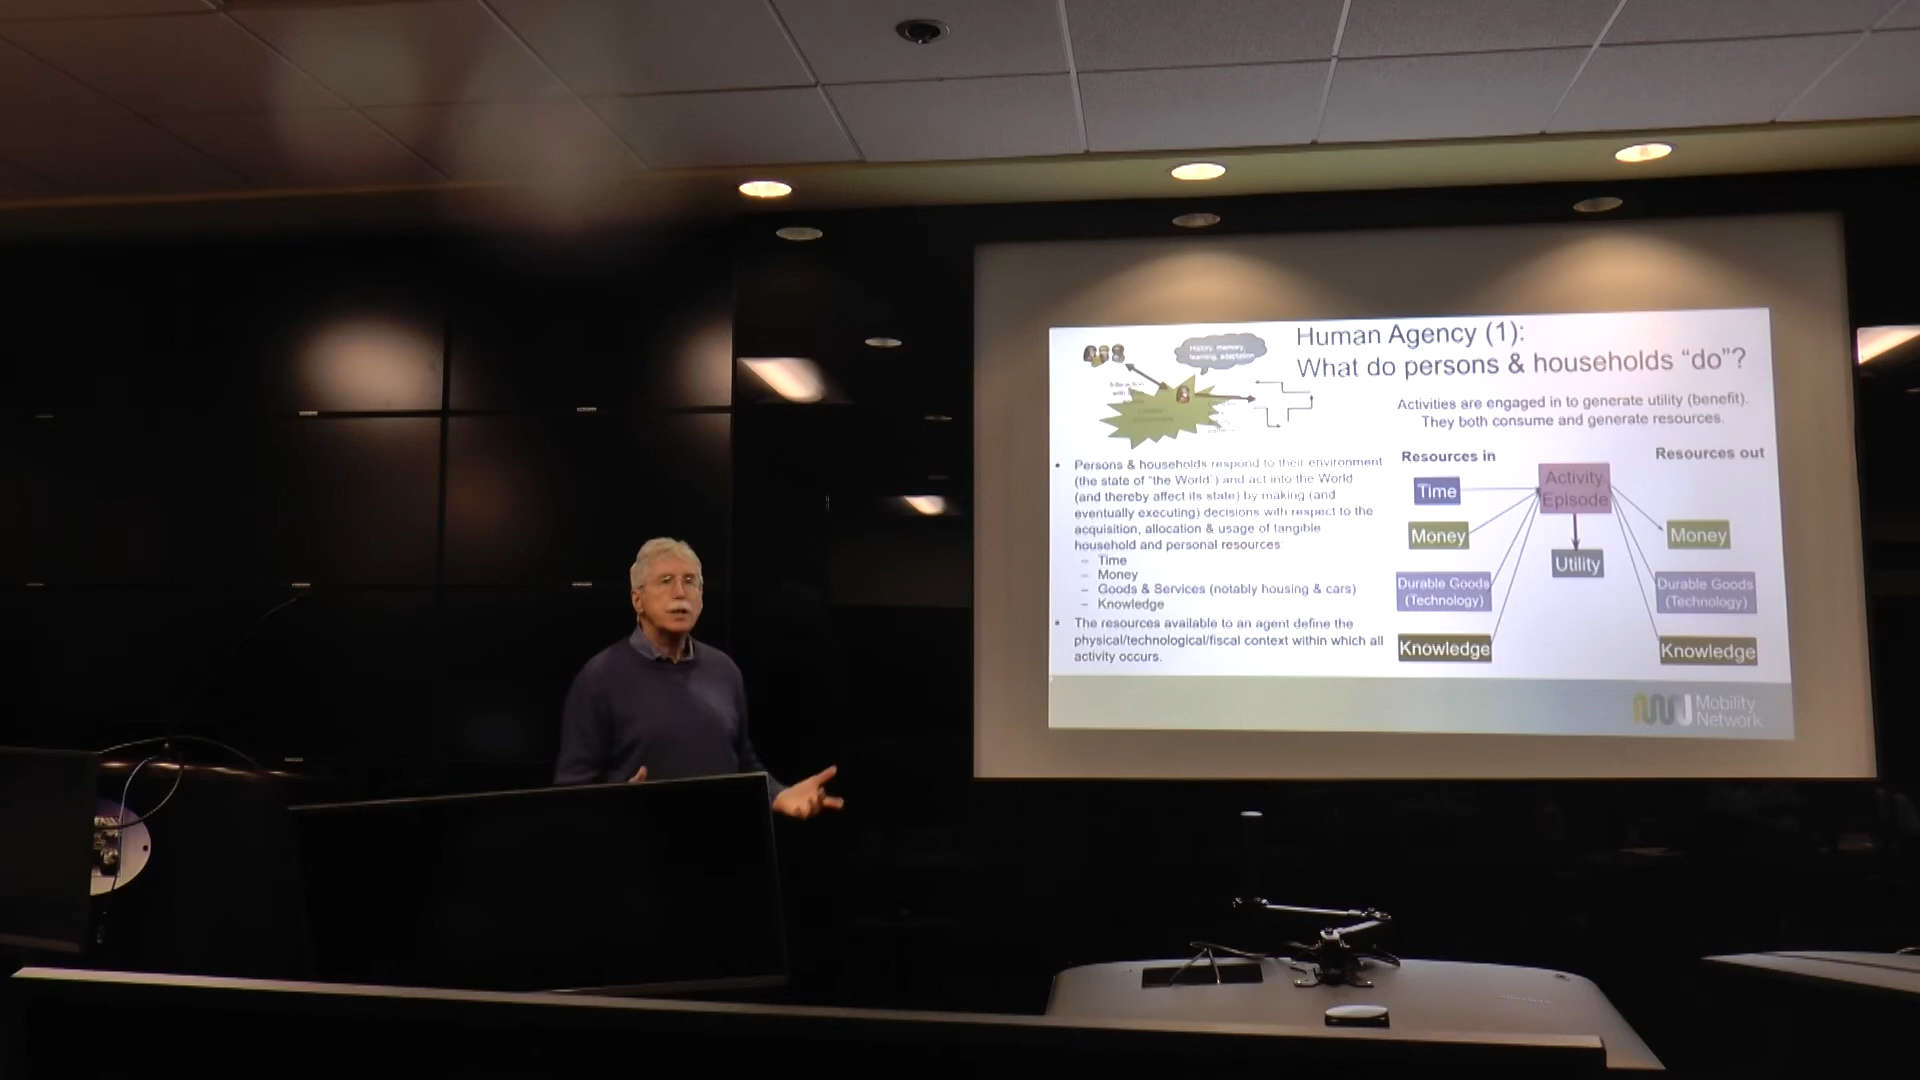 Human Agency (1):
What do persons & households “do”?
History, memory,
learning, adaptation
Activities are engaged in to generate utility (benefit).
They both consume and generate resources.
• Persons & households respond to their environment
(the state of “the World”) and act into the World
(and thereby affect its state) by making (and
eventually executing) decisions with respect to the
acquisition, allocation & usage of tangible
household and personal resources:
– Time
– Money
– Goods & Services (notably housing & cars)
– Knowledge
• The resources available to an agent define the
physical/technological/fiscal context within which all
activity occurs.
Resources in
Resources out
Time
Activity
Episode
Money
Money
Utility
Durable Goods
(Technology)
Durable Goods
(Technology)
Knowledge
Knowledge
Mobility
Network